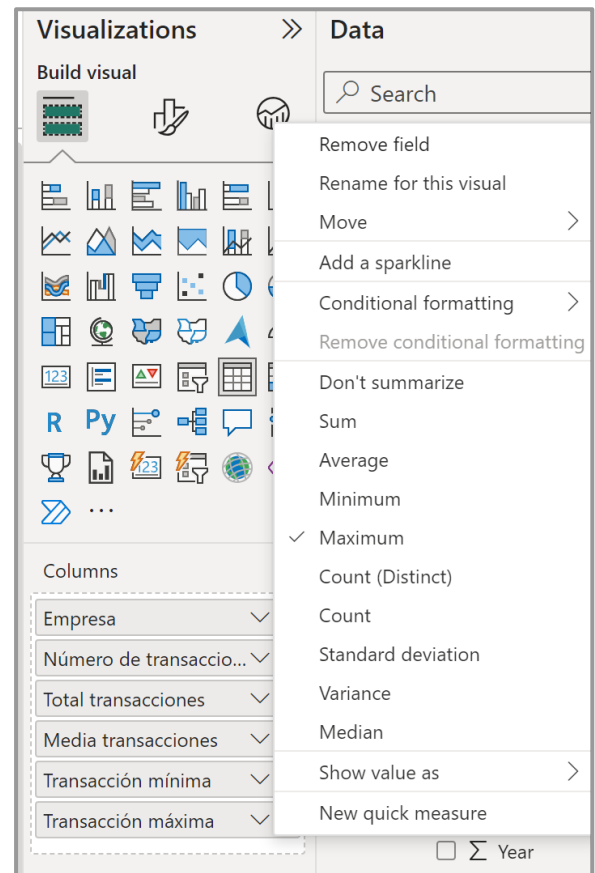 Visualizations
Data
Build visual
Search
123
R
Py
123
...
Columns
Empresa
Número de transaccio...
Total transacciones
Media transacciones
Transacción mínima
Transacción máxima
Remove field
Rename for this visual
Move
Add a sparkline
Conditional formatting
Remove conditional formatting
Don't summarize
Sum
Average
Minimum
Maximum
Count (Distinct)
Count
Standard deviation
Variance
Median
Show value as
New quick measure
Σ Year